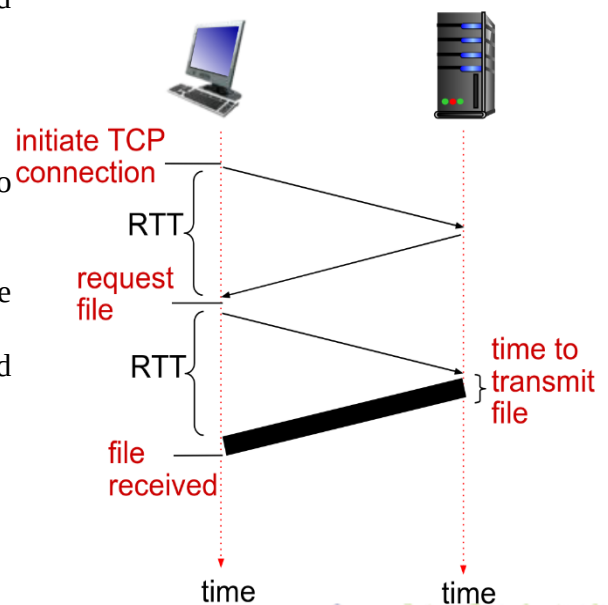 initiate TCP
connection
RTT
request
file
RTT
time to
transmit
file
file
received
time
time